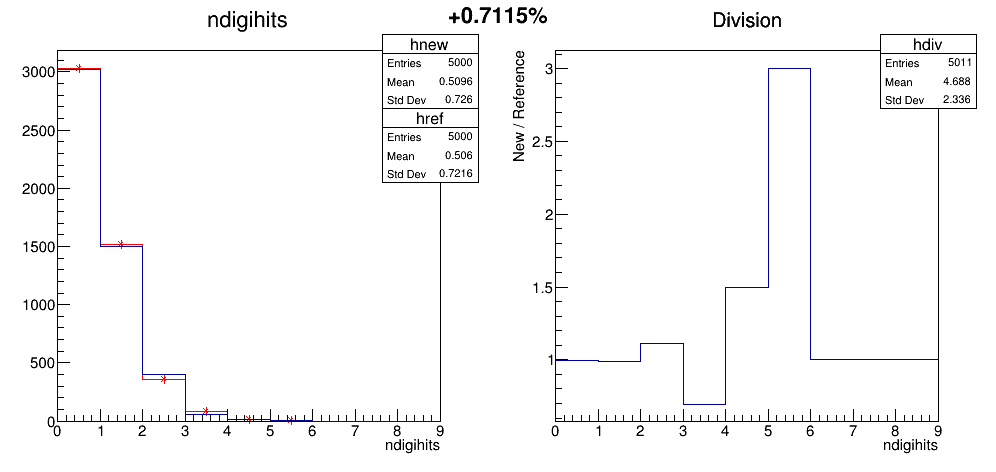 +0.7115%
ndigihits
hnew
Entries 5000
Mean 0.5096
Std Dev 0.726
href
Entries 5000
Mean 0.506
Std Dev 0.7216
3000
2500
2000
1500
1000
500
0
0 1 2 3 4 5 6 7 8 9
ndigihits
Division
hdiv
Entries 5011
Mean 4.688
Std Dev 2.336
New / Reference
3
2.5
2
1.5
1
0 1 2 3 4 5 6 7 8 9
ndigihits